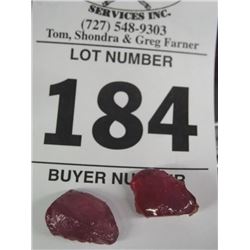 SERVICES INC.
(727) 548-9303
Tom, Shondra & Greg Farner
LOT NUMBER
184
BUYER NUMBER